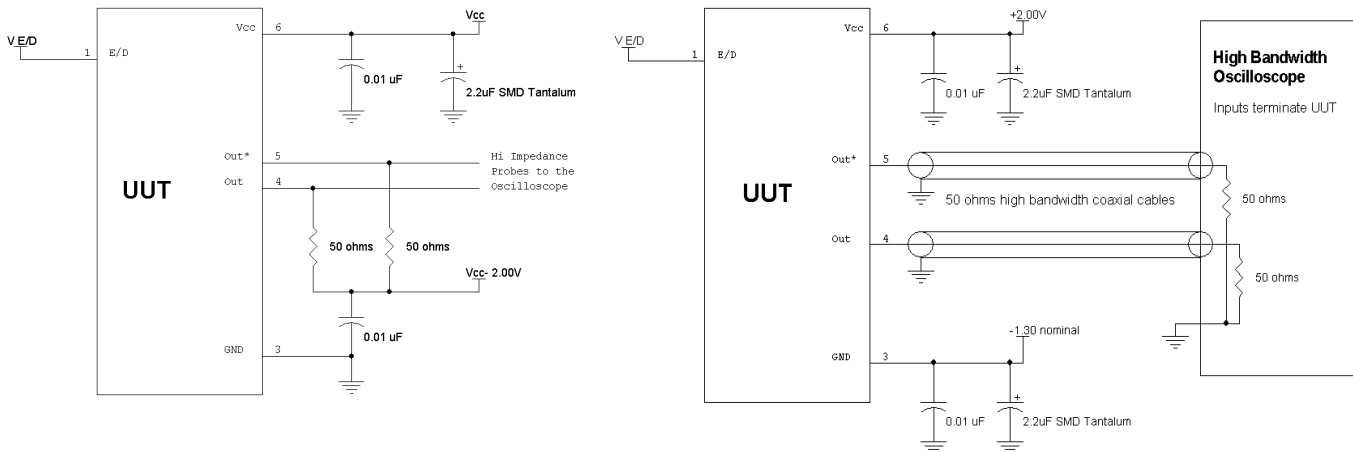 Vcc
Vcc 6
V E/D
1 E/D
0.01 uF
+
2.2uF SMD Tantalum
Out* 5
Hi Impedance
Probes to the
Oscilloscope
Out 4
UUT
50 ohms
50 ohms
Vcc- 2.00V
0.01 uF
GND 3
+2.00V
Vcc 6
V E/D
1 E/D
0.01 uF
+
2.2uF SMD Tantalum
High Bandwidth
Oscilloscope
Inputs terminate UUT
Out* 5
UUT
50 ohms high bandwidth coaxial cables
50 ohms
Out 4
50 ohms
-1.30 nominal
GND 3
0.01 uF
+
2.2uF SMD Tantalum